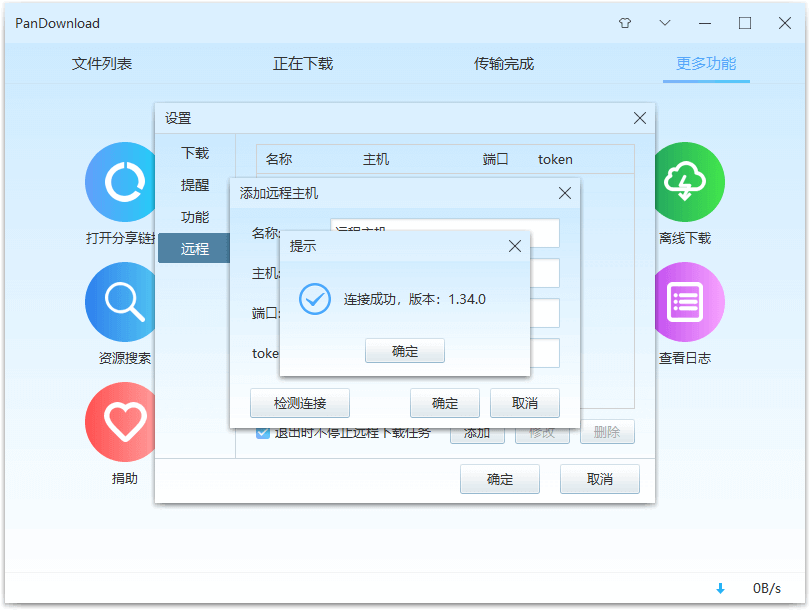 PanDownload
文件列表 正在下载 传输完成 更多功能
设置
下载
提醒
功能
远程
名称 主机 端口 token
添加远程主机
名称:
远程主机
主机:
端口:
toke
提示
连接成功，版本：1.34.0
确定
检测连接 确定 取消
退出时不停止远程下载任务 添加 修改 删除
确定 取消
打开分享链接
资源搜索
捐助
离线下载
查看日志
0B/s